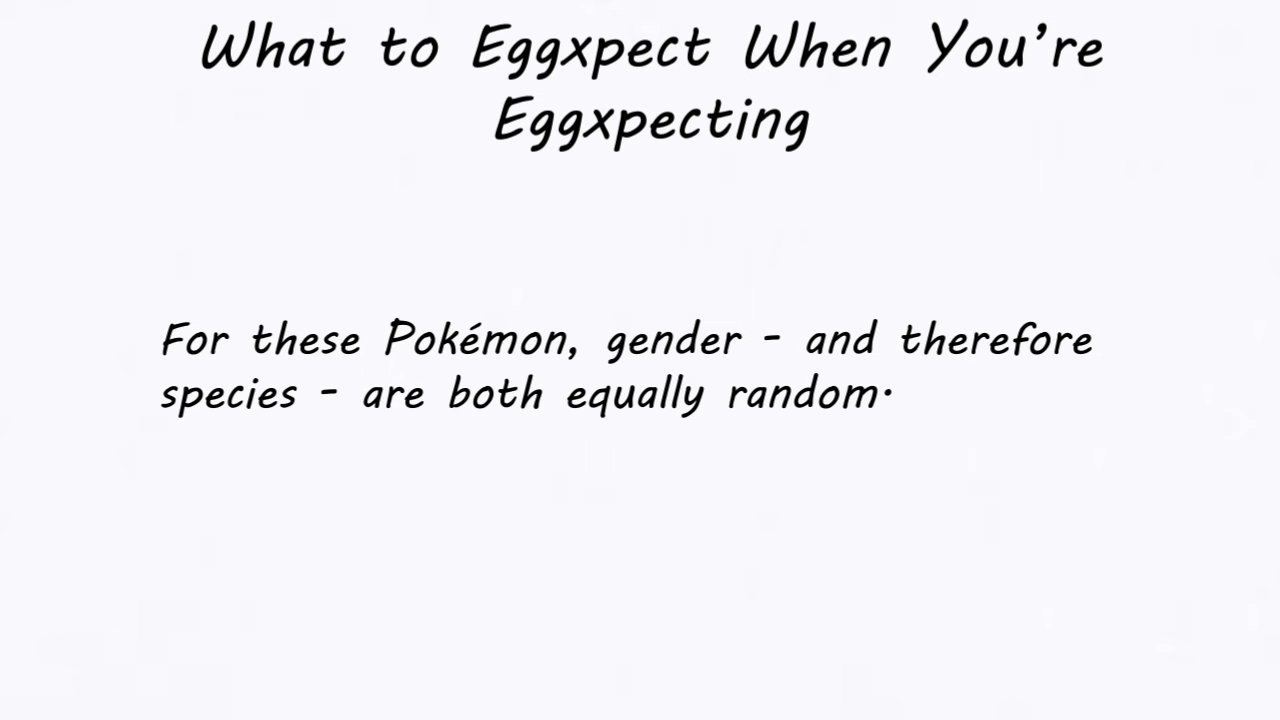 What to Eggxpect When You’re
Eggxpecting
For these Pokémon, gender - and therefore
species - are both equally random.